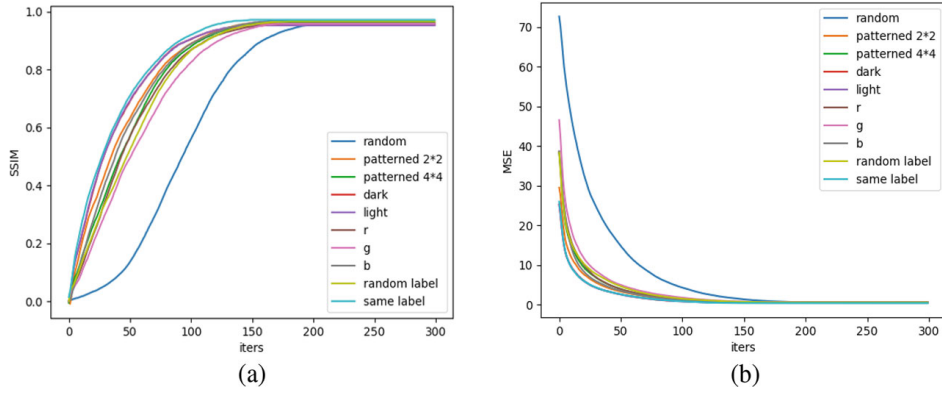 1.0
0.8
0.6
0.4
0.2
0.0
SSIM
random
patterned 2*2
patterned 4*4
dark
light
r
g
b
random label
same label
0 50 100 150 200 250 300
iters
(a)
70
60
50
40
30
20
10
0
MSE
random
patterned 2*2
patterned 4*4
dark
light
r
g
b
random label
same label
0 50 100 150 200 250 300
iters
(b)